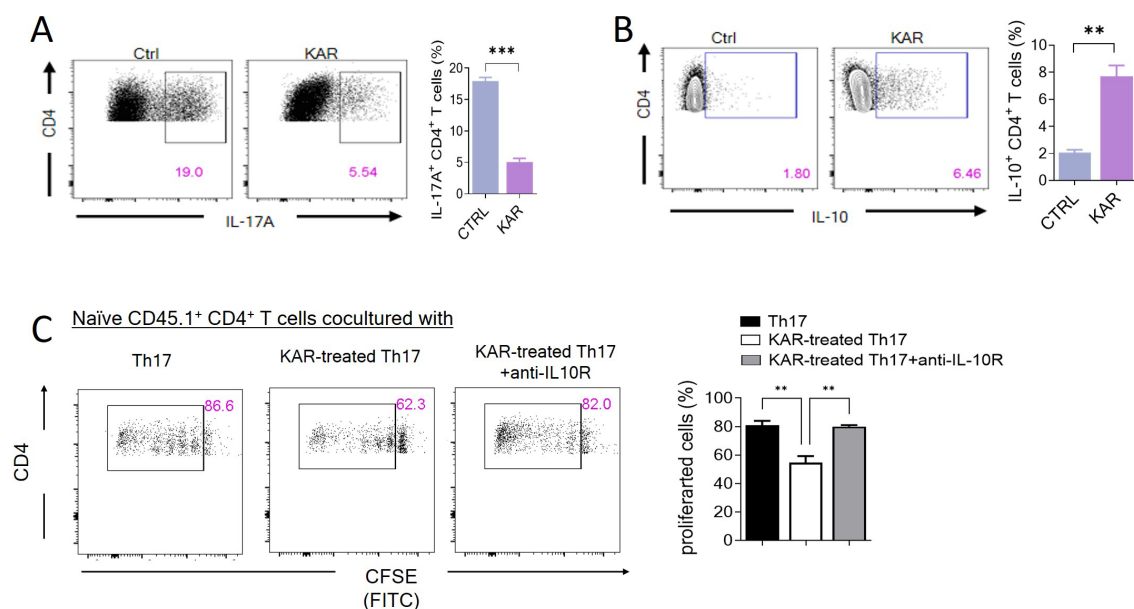 A
Ctrl
KAR
CD4
19.0
5.54
IL-17A
***
IL-17A⁺ CD4⁺ T cells (%)
20
15
10
5
0
CTRL
KAR
B
Ctrl
KAR
CD4
1.80
6.46
IL-10
**
IL-10⁺ CD4⁺ T cells (%)
10
8
6
4
2
0
CTRL
KAR
C
Naïve CD45.1⁺ CD4⁺ T cells cocultured with
Th17
KAR-treated Th17
KAR-treated Th17
+anti-IL10R
CD4
86.6
62.3
82.0
CFSE
(FITC)
Th17
KAR-treated Th17
KAR-treated Th17+anti-IL-10R
**
**
proliferarted cells (%)
100
80
60
40
20
0